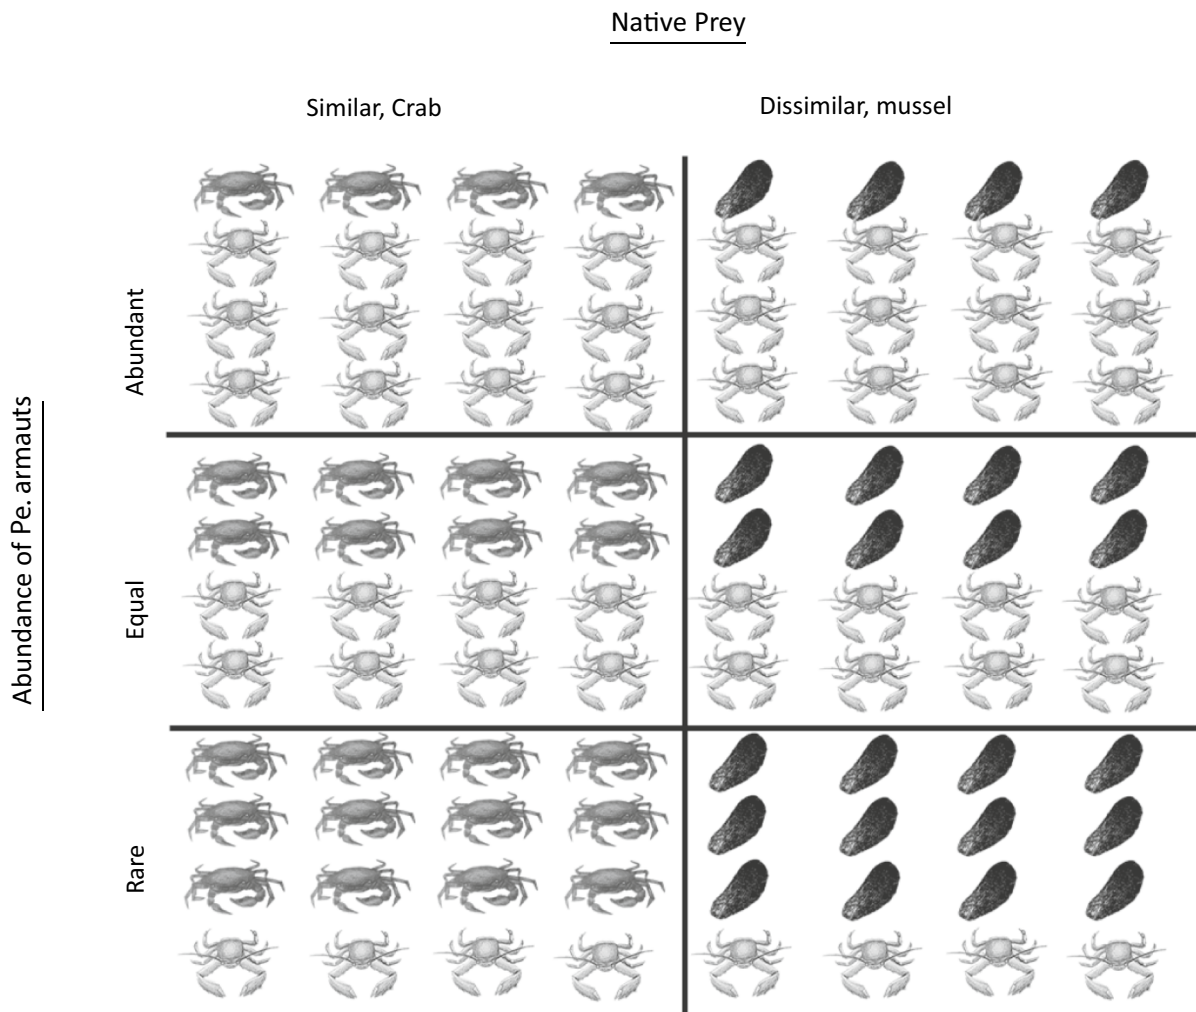 Native Prey
Similar, Crab
Dissimilar, mussel
Abundance of Pe. armauts
Abundant
Equal
Rare